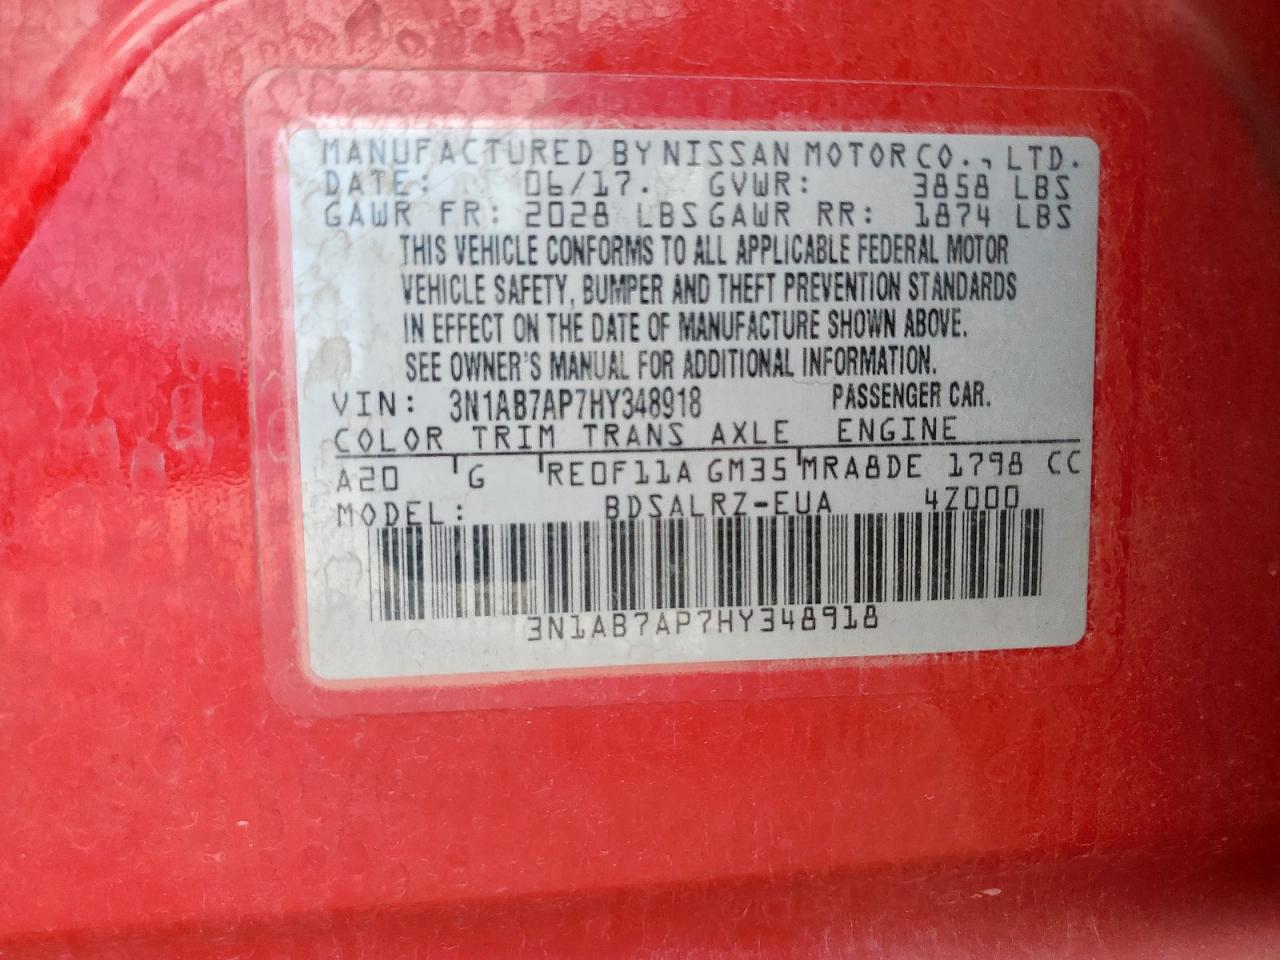 MANUFACTURED BY NISSAN MOTOR CO., LTD.
DATE: 06/17. GVWR: 3858 LBS
GAWR FR: 2028 LBS GAWR RR: 1874 LBS
THIS VEHICLE CONFORMS TO ALL APPLICABLE FEDERAL MOTOR
VEHICLE SAFETY, BUMPER AND THEFT PREVENTION STANDARDS
IN EFFECT ON THE DATE OF MANUFACTURE SHOWN ABOVE.
SEE OWNER'S MANUAL FOR ADDITIONAL INFORMATION.
VIN: 3N1AB7AP7HY348918 PASSENGER CAR.
COLOR TRIM TRANS AXLE ENGINE
A20 G RE0F11A GM35 MRA8DE 1798 CC
MODEL: BDSALRZ-EUA 4Z000
3N1AB7AP7HY348918